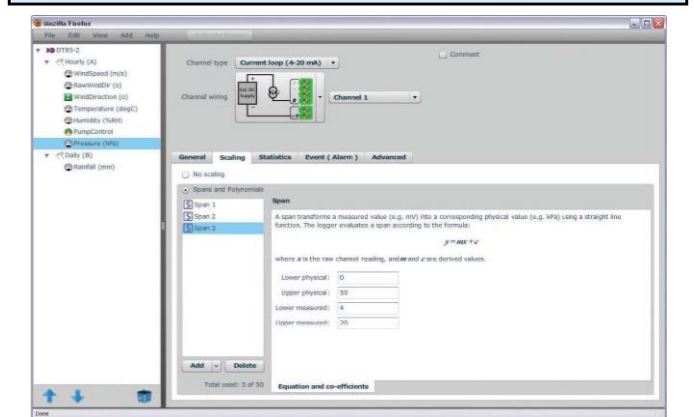 Mozilla Firefox
File Edit View Add Help
DT85-2
Hourly (A)
WindSpeed (m/s)
RawWindDir (o)
WindDirection (o)
Temperature (degC)
Humidity (%RH)
PumpControl
Pressure (hPa)
Daily (B)
Rainfall (mm)
Channel type Current loop (4-20 mA)
Comment
Channel wiring
Ext. DC
Supply
Channel 1
General Scaling Statistics Event ( Alarm ) Advanced
No scaling
Spans and Polynomials
Span 1
Span 2
Span 3
Span
A span transforms a measured value (e.g. mV) into a corresponding physical value (e.g. kPa) using a straight line
function. The logger evaluates a span according to the formula:
y = mx + c
where x is the raw channel reading, and m and c are derived values.
Lower physical: 0
Upper physical: 50
Lower measured: 4
Upper measured: 20
Add Delete
Total used: 3 of 50
Equation and co-efficients
Done